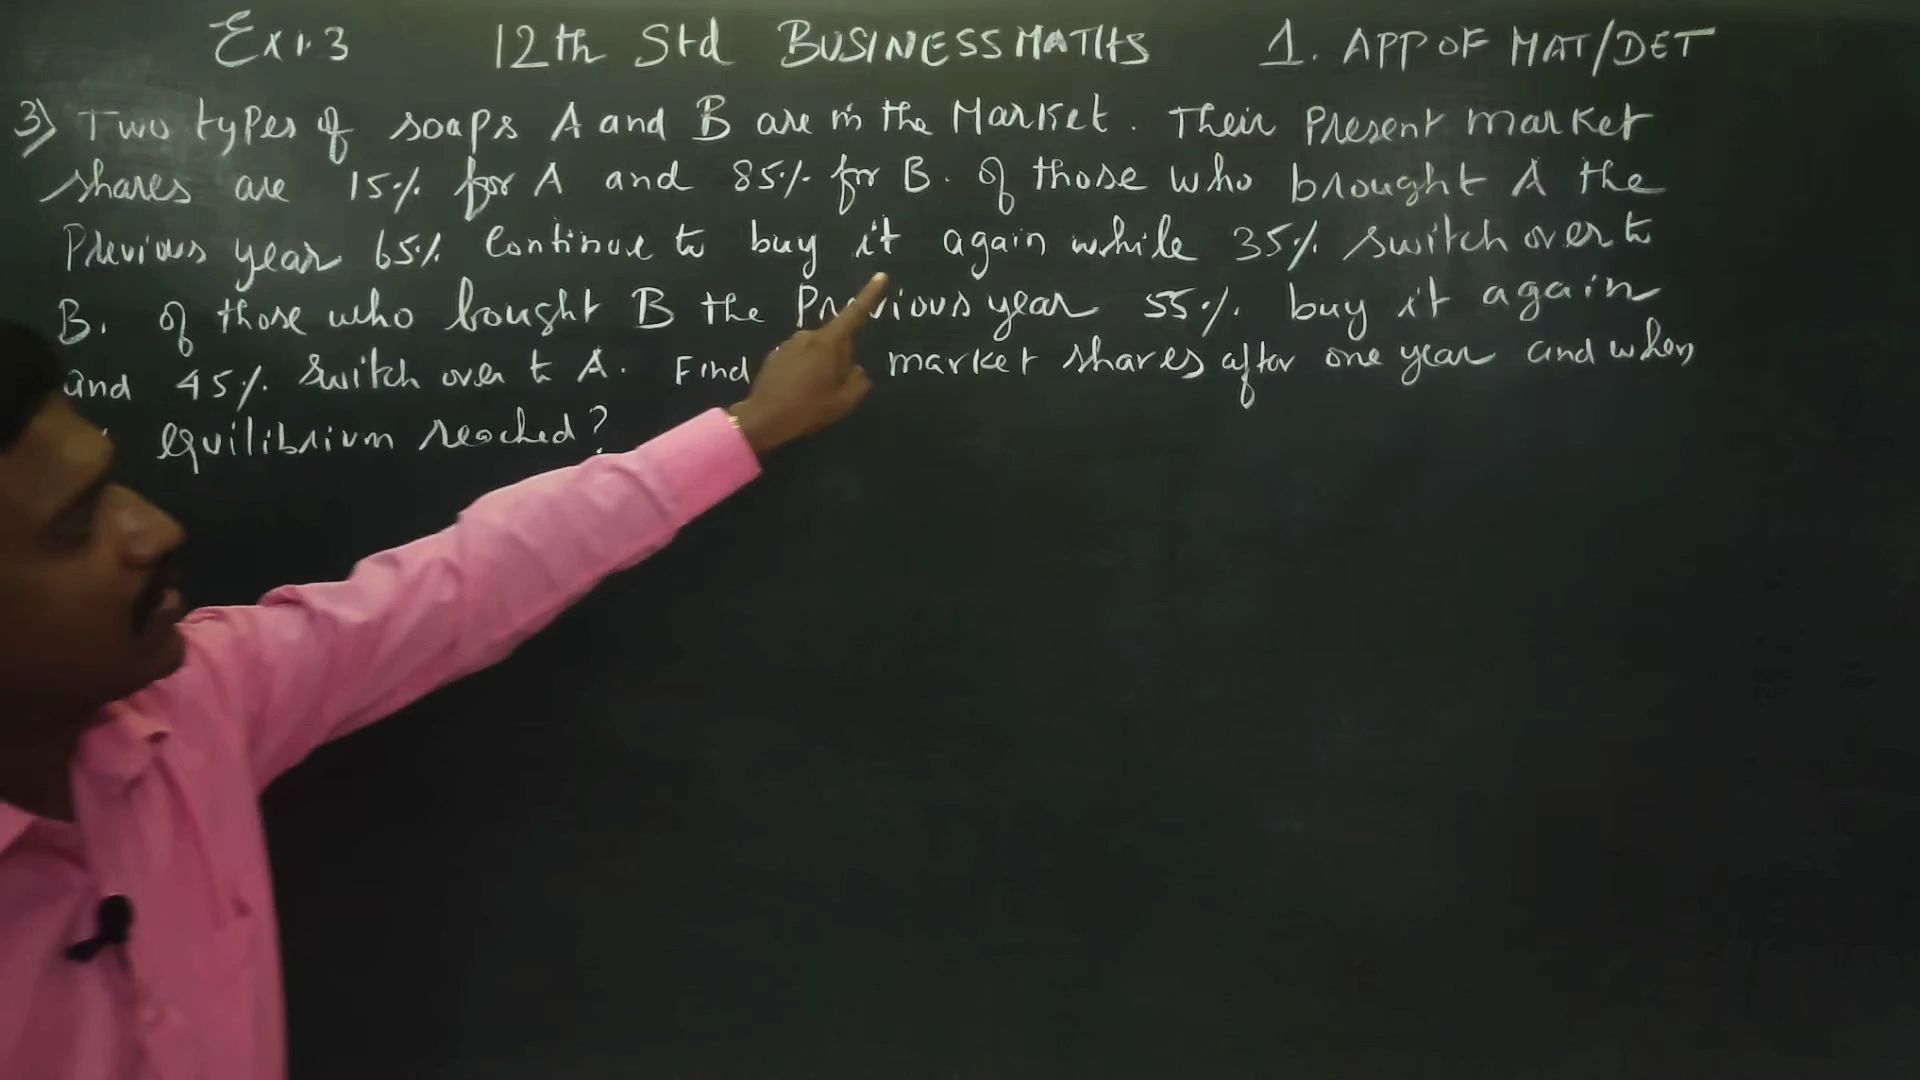 Ex 1.3 12th Std BUSINESS MATHS 1. APP OF MAT/DET
3) Two types of soaps A and B are in the Market. Their Present market
shares are 15% for A and 85% for B. Of those who brought A the
Previous year 65% continue to buy it again while 35% switch over to
B. Of those who bought B the Previous year 55% buy it again
and 45% switch over to A. Find market shares after one year and when
equilibrium reached?